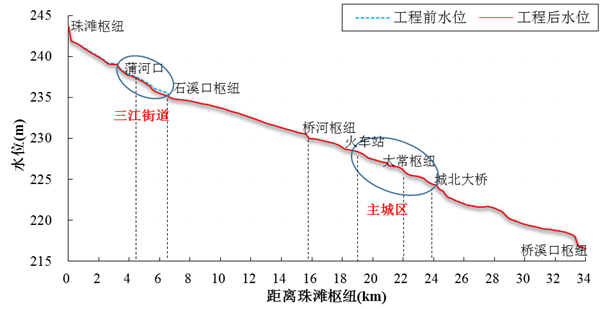 工程前水位 工程后水位
250
245
240
235
230
225
220
215
水位(m)
珠滩枢纽
蒲河口
石溪口枢纽
三江街道
桥河枢纽
火车站
大常枢纽
城北大桥
主城区
桥溪口枢纽
0 2 4 6 8 10 12 14 16 18 20 22 24 26 28 30 32 34
距离珠滩枢纽(km)